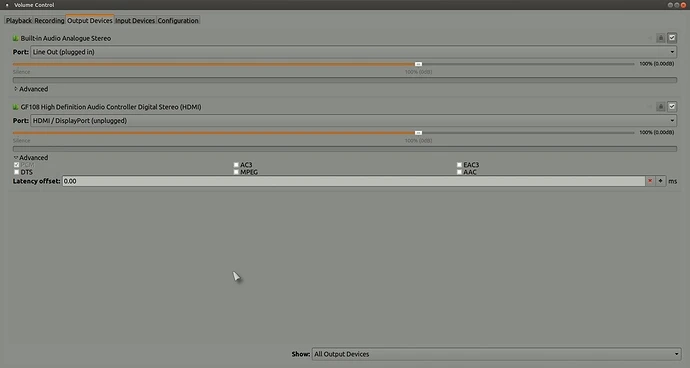 Volume Control
Playback Recording Output Devices Input Devices Configuration
Built-in Audio Analogue Stereo
Port: Line Out (plugged in)
100% (0.00dB)
Silence 100% (0dB)
Advanced
GF108 High Definition Audio Controller Digital Stereo (HDMI)
Port: HDMI / DisplayPort (unplugged)
100% (0.00dB)
Silence 100% (0dB)
Advanced
PCM AC3 EAC3
DTS MPEG AAC
Latency offset: 0.00 ms
Show: All Output Devices